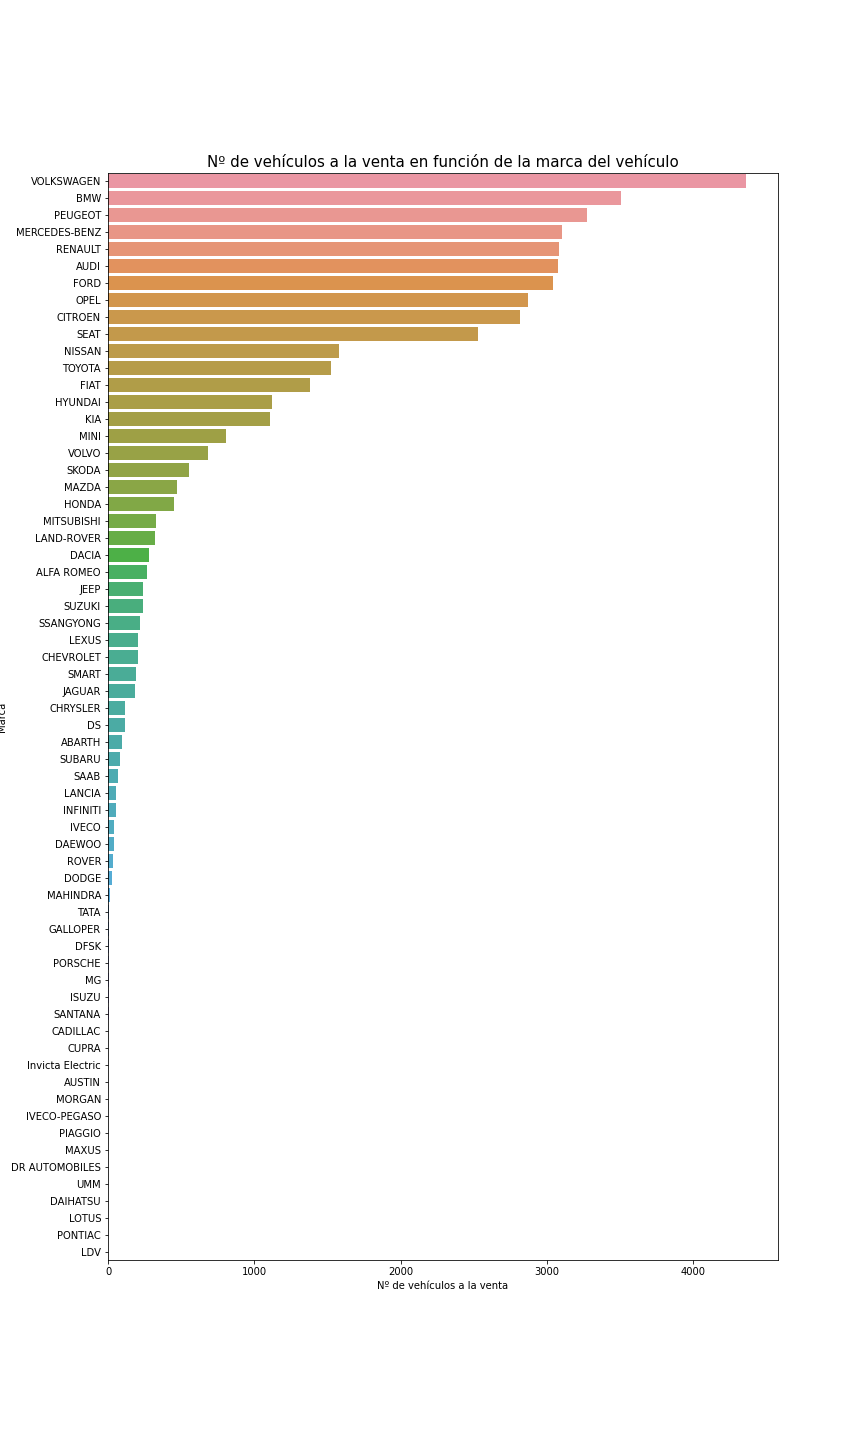 Nº de vehículos a la venta en función de la marca del vehículo
VOLKSWAGEN
BMW
PEUGEOT
MERCEDES-BENZ
RENAULT
AUDI
FORD
OPEL
CITROEN
SEAT
NISSAN
TOYOTA
FIAT
HYUNDAI
KIA
MINI
VOLVO
SKODA
MAZDA
HONDA
MITSUBISHI
LAND-ROVER
DACIA
ALFA ROMEO
JEEP
SUZUKI
SSANGYONG
LEXUS
CHEVROLET
SMART
JAGUAR
CHRYSLER
Marca
DS
ABARTH
SUBARU
SAAB
LANCIA
INFINITI
IVECO
DAEWOO
ROVER
DODGE
MAHINDRA
TATA
GALLOPER
DFSK
PORSCHE
MG
ISUZU
SANTANA
CADILLAC
CUPRA
Invicta Electric
AUSTIN
MORGAN
IVECO-PEGASO
PIAGGIO
MAXUS
DR AUTOMOBILES
UMM
DAIHATSU
LOTUS
PONTIAC
LDV
0 1000 2000 3000 4000
Nº de vehículos a la venta